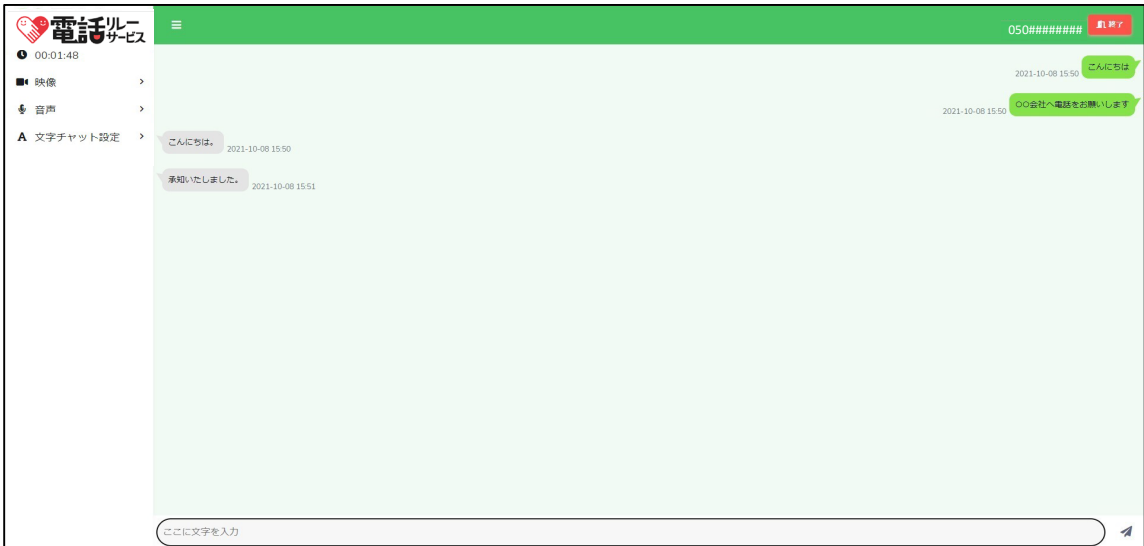 電話リレーサービス
050######## 終了
00:01:48
映像
音声
A 文字チャット設定
2021-10-08 15:50 こんにちは
2021-10-08 15:50 〇〇会社へ電話をお願いします
こんにちは。 2021-10-08 15:50
承知いたしました。 2021-10-08 15:51
ここに文字を入力